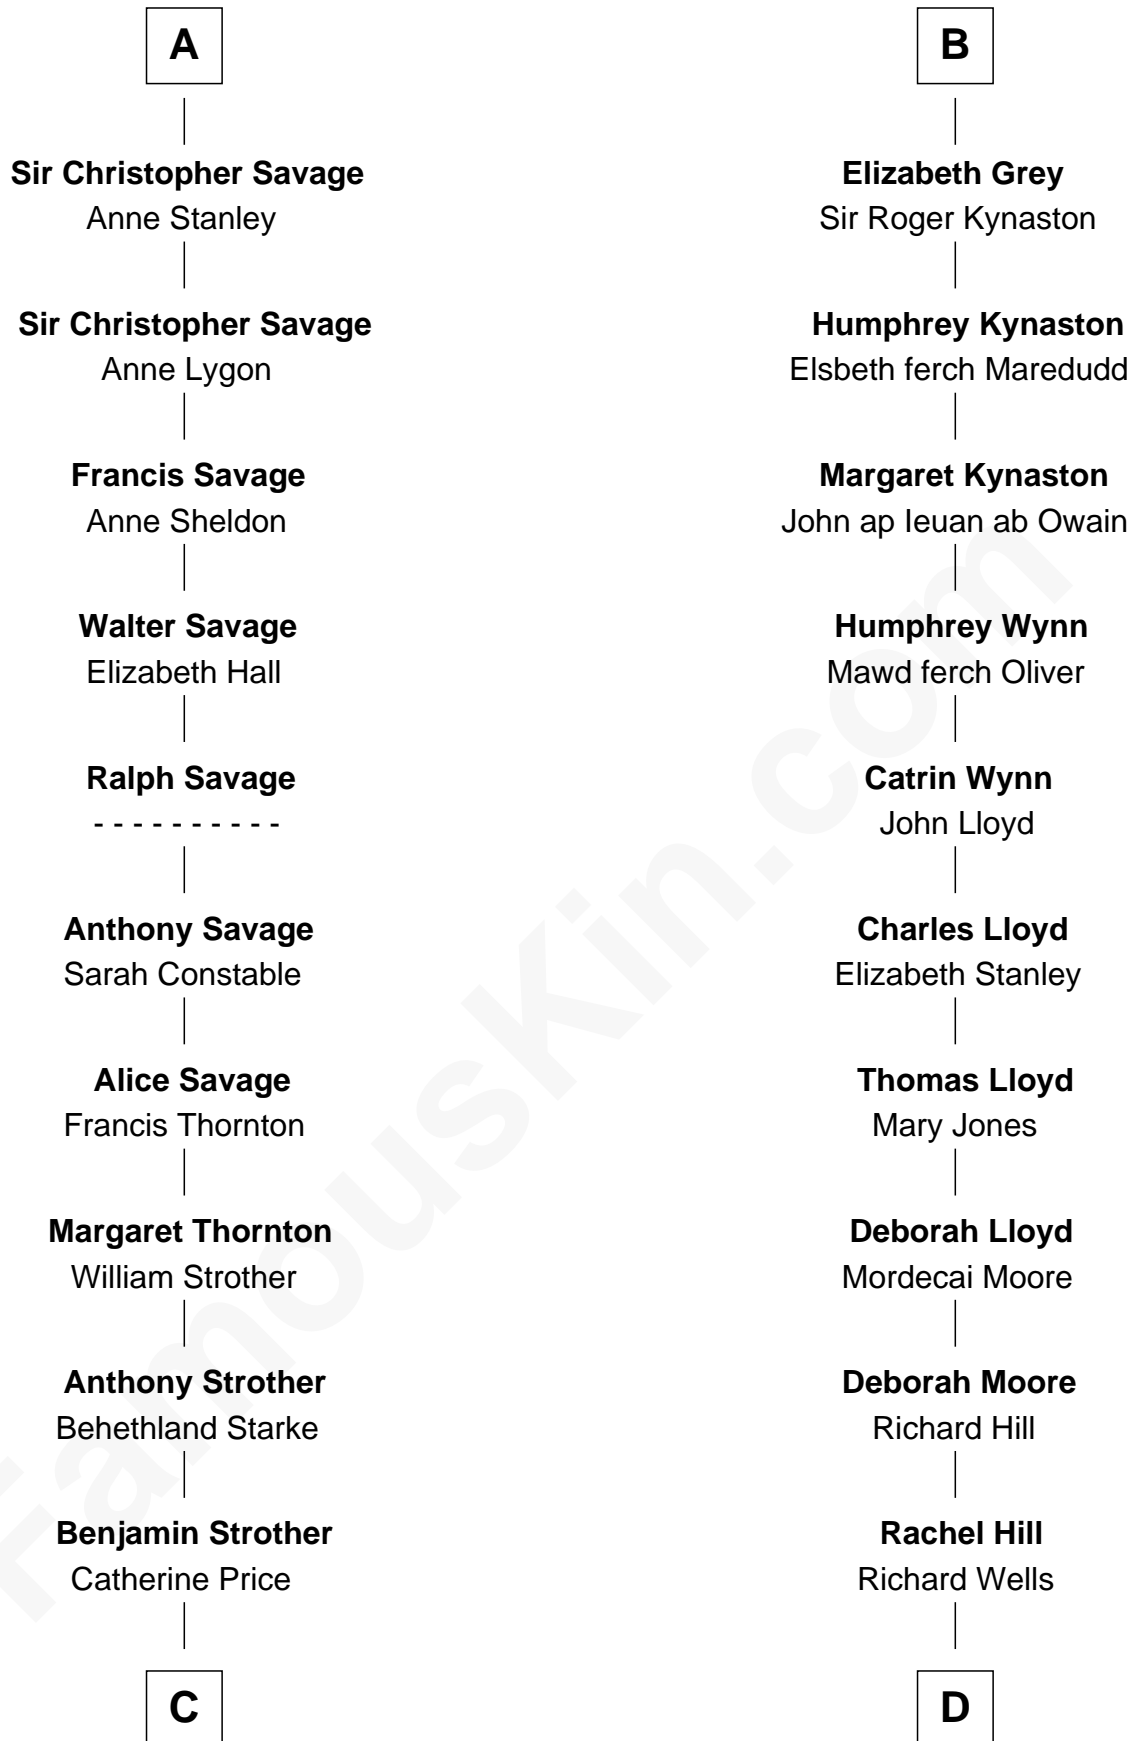 A
Sir Christopher Savage
Anne Stanley
Sir Christopher Savage
Anne Lygon
Francis Savage
Anne Sheldon
Walter Savage
Elizabeth Hall
Ralph Savage
- - - - - - - - - -
Anthony Savage
Sarah Constable
Alice Savage
Francis Thornton
Margaret Thornton
William Strother
Anthony Strother
Behethland Starke
Benjamin Strother
Catherine Price
C
B
Elizabeth Grey
Sir Roger Kynaston
Humphrey Kynaston
Elsbeth ferch Maredudd
Margaret Kynaston
John ap Ieuan ab Owain
Humphrey Wynn
Mawd ferch Oliver
Catrin Wynn
John Lloyd
Charles Lloyd
Elizabeth Stanley
Thomas Lloyd
Mary Jones
Deborah Lloyd
Mordecai Moore
Deborah Moore
Richard Hill
Rachel Hill
Richard Wells
D
FamousKin.com